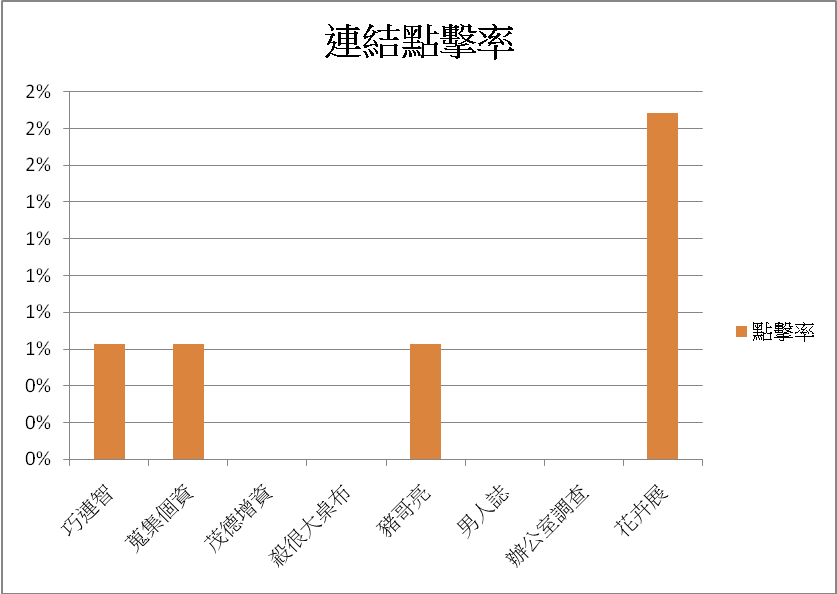 連結點擊率
2%
2%
2%
1%
1%
1%
1%
1%
0%
0%
0%
點擊率
巧連智
蒐集個資
茂德增資
殺很大桌布
豬哥亮
男人誌
辦公室調查
花卉展